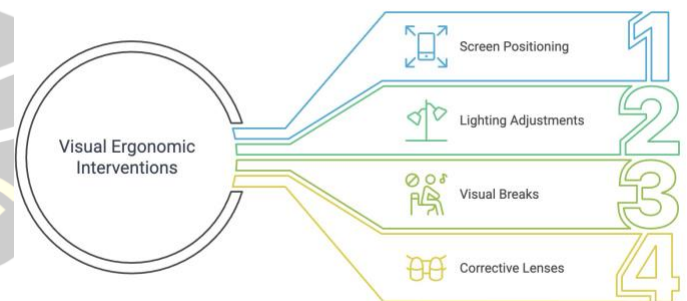 Visual Ergonomic
Interventions
Screen Positioning
1
Lighting Adjustments
2
Visual Breaks
3
Corrective Lenses
4